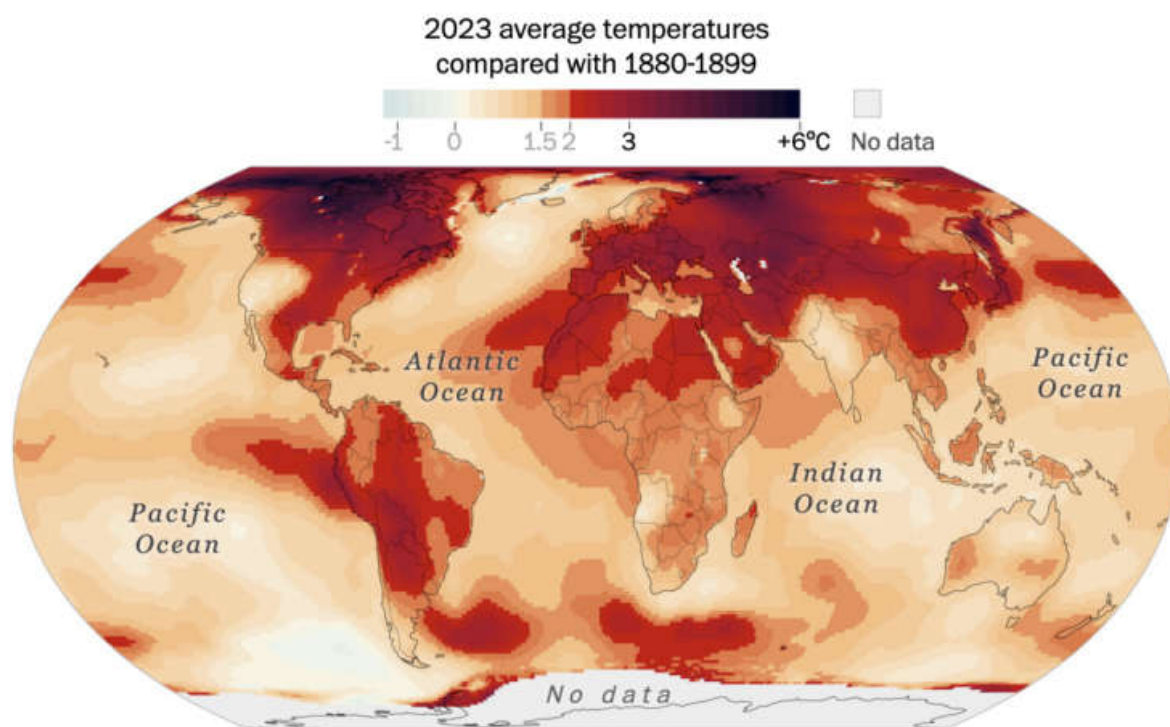 2023 average temperatures
compared with 1880-1899
-1 0 1.5 2 3 +6°C No data
Atlantic
Ocean
Pacific
Ocean
Indian
Ocean
Pacific
Ocean
No data